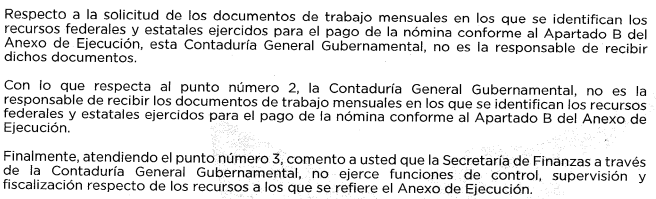 Respecto a la solicitud de los documentos de trabajo mensuales en los que se identifican los
recursos federales y estatales ejercidos para el pago de la nómina conforme al Apartado B del
Anexo de Ejecución, esta Contaduría General Gubernamental, no es la responsable de recibir
dichos documentos.
Con lo que respecta al punto número 2, la Contaduría General Gubernamental, no es la
responsable de recibir los documentos de trabajo mensuales en los que se identifican los recursos
federales y estatales ejercidos para el pago de la nómina conforme al Apartado B del Anexo de
Ejecución.
Finalmente, atendiendo el punto número 3, comento a usted que la Secretaría de Finanzas a través
de la Contaduría General Gubernamental, no ejerce funciones de control, supervisión y
fiscalización respecto de los recursos a los que se refiere el Anexo de Ejecución.